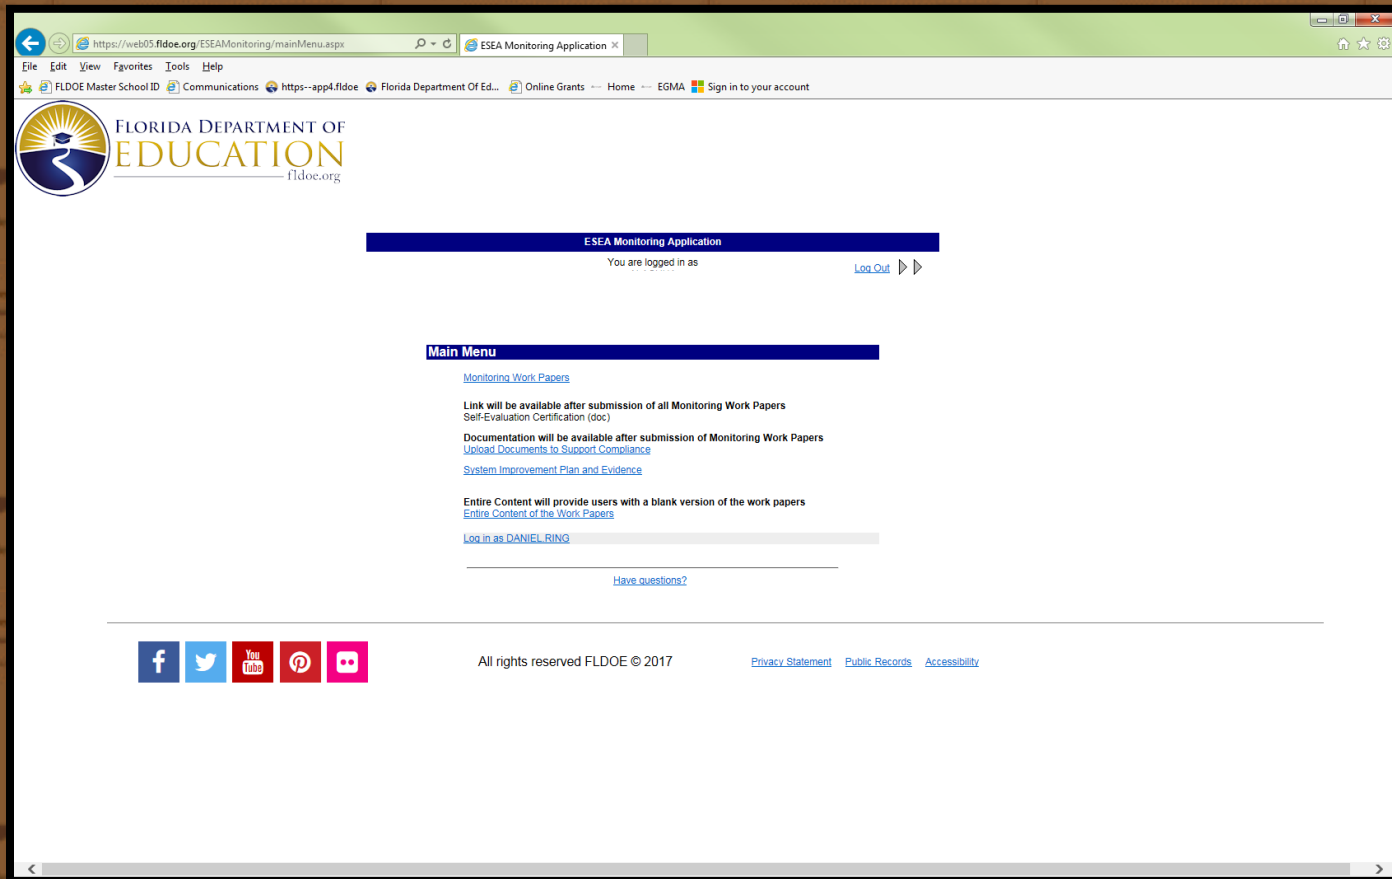 https://web05.fldoe.org/ESEAMonitoring/mainMenu.aspx
ESEA Monitoring Application
File Edit View Favorites Tools Help
FLDOE Master School ID Communications https--app4.fldoe Florida Department Of Ed... Online Grants Home EGMA Sign in to your account
FLORIDA DEPARTMENT OF
EDUCATION
fldoe.org
ESEA Monitoring Application
You are logged in as
Log Out
Main Menu
Monitoring Work Papers
Link will be available after submission of all Monitoring Work Papers
Self-Evaluation Certification (doc)
Documentation will be available after submission of Monitoring Work Papers
Upload Documents to Support Compliance
System Improvement Plan and Evidence
Entire Content will provide users with a blank version of the work papers
Entire Content of the Work Papers
Log in as DANIEL.RING
Have questions?
f You Tube
All rights reserved FLDOE © 2017
Privacy Statement Public Records Accessibility